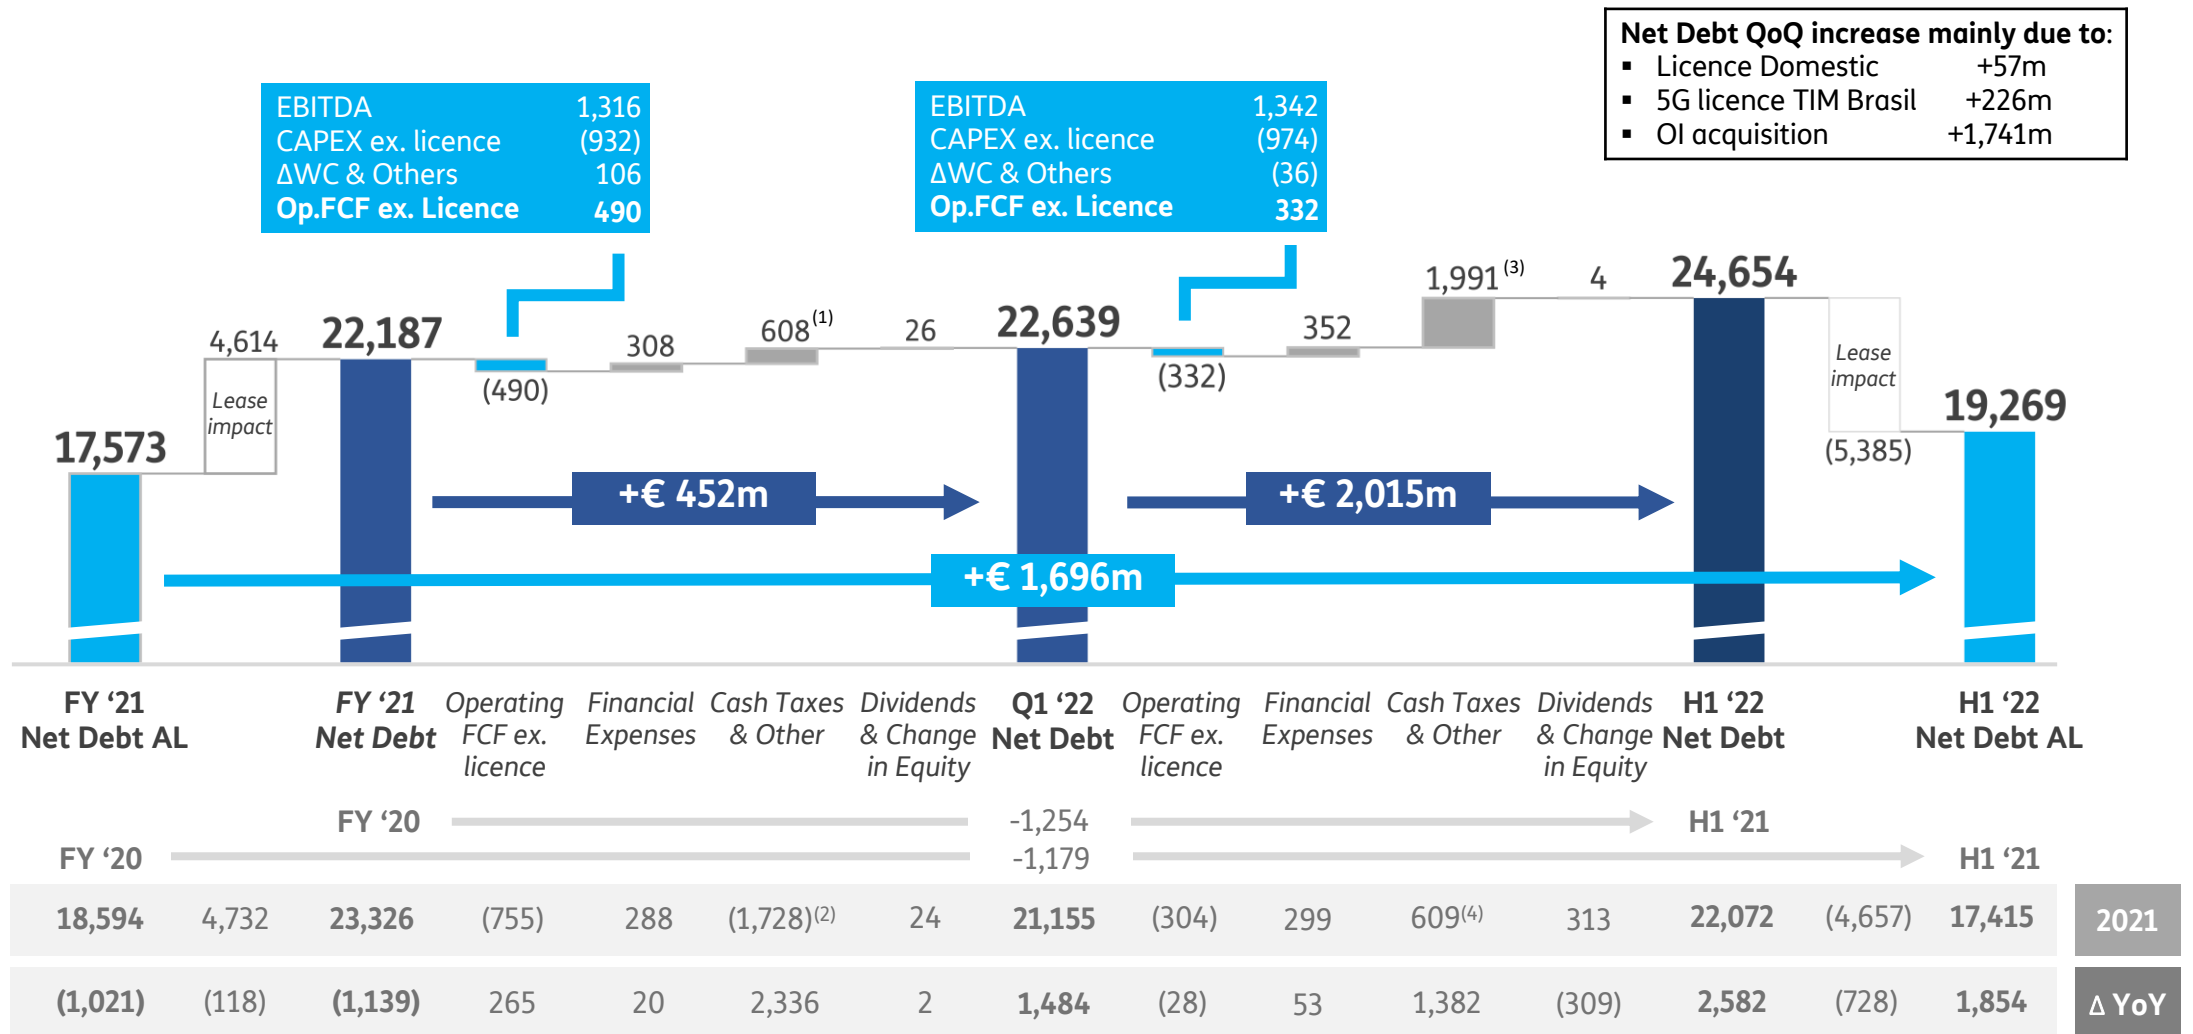 Net Debt QoQ increase mainly due to:
▪ Licence Domestic +57m
▪ 5G licence TIM Brasil +226m
▪ OI acquisition +1,741m
EBITDA 1,316
CAPEX ex. licence (932)
ΔWC & Others 106
Op.FCF ex. Licence 490
EBITDA 1,342
CAPEX ex. licence (974)
ΔWC & Others (36)
Op.FCF ex. Licence 332
17,573
4,614
Lease
impact
22,187
(490)
308
608 (1)
26
22,639
(332)
352
1,991 (3)
4
24,654
Lease
impact
(5,385)
19,269
+€ 452m
+€ 2,015m
+€ 1,696m
FY ‘21
Net Debt AL
FY ‘21
Net Debt
Operating
FCF ex.
licence
Financial
Expenses
Cash Taxes
& Other
Dividends
& Change
in Equity
Q1 ‘22
Net Debt
Operating
FCF ex.
licence
Financial
Expenses
Cash Taxes
& Other
Dividends
& Change
in Equity
H1 ‘22
Net Debt
H1 ‘22
Net Debt AL
FY ‘20 -1,254 H1 ‘21
FY ‘20 -1,179 H1 ‘21
18,594 4,732 23,326 (755) 288 (1,728)(2) 24 21,155 (304) 299 609(4) 313 22,072 (4,657) 17,415 2021
(1,021) (118) (1,139) 265 20 2,336 2 1,484 (28) 53 1,382 (309) 2,582 (728) 1,854 Δ YoY